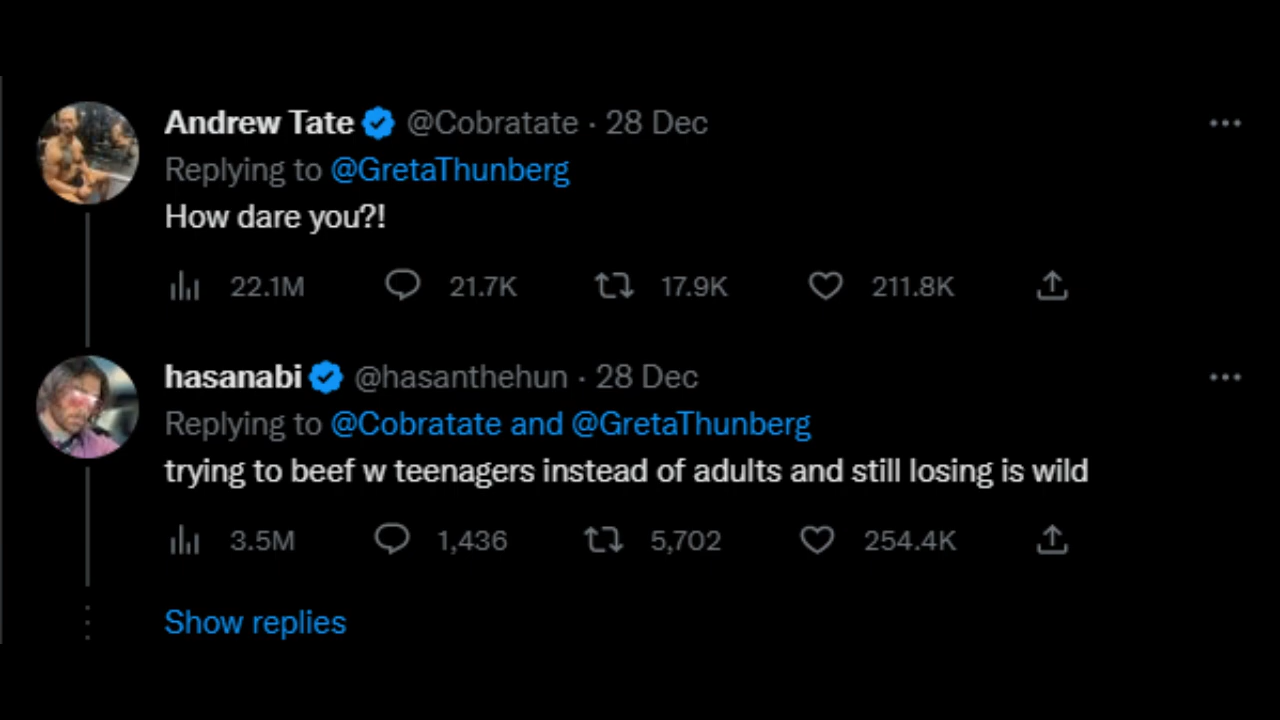 Andrew Tate @Cobratate · 28 Dec
Replying to @GretaThunberg
How dare you?!
22.1M 21.7K 17.9K 211.8K
hasanabi @hasanthehun · 28 Dec
Replying to @Cobratate and @GretaThunberg
trying to beef w teenagers instead of adults and still losing is wild
3.5M 1,436 5,702 254.4K
Show replies